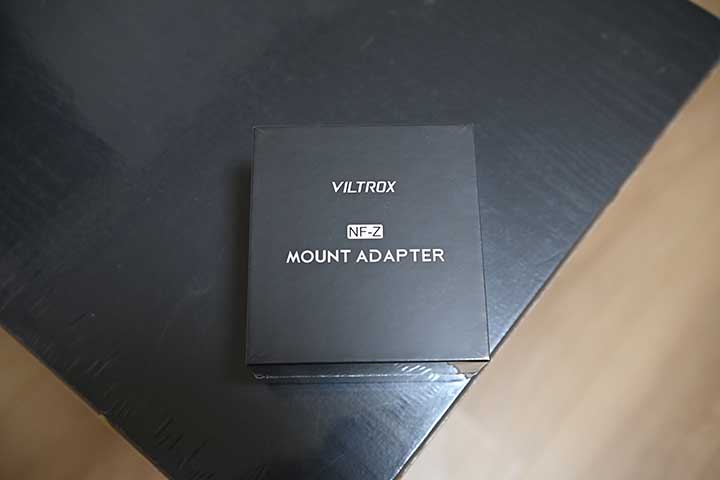 VILTROX
NF-Z
MOUNT ADAPTER